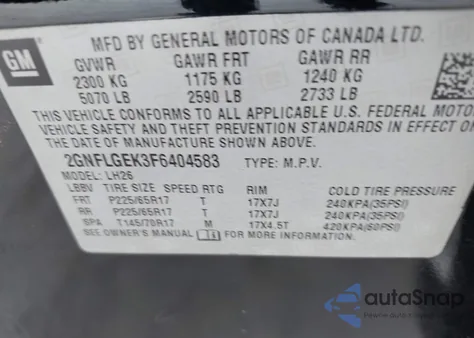 GM
MFD BY GENERAL MOTORS OF CANADA LTD.
GVWR GAWR FRT GAWR RR
2300 KG 1175 KG 1240 KG
5070 LB 2590 LB 2733 LB
THIS VEHICLE CONFORMS TO ALL APPLICABLE U.S. FEDERAL MOTOR
VEHICLE SAFETY, BUMPER, AND THEFT PREVENTION STANDARDS IN EFFECT ON
THE DATE OF MANUFACTURE SHOWN ABOVE.
2GNFLGEK3F6404583 TYPE: M.P.V.
MODEL: LH26
LBBV TIRE SIZE SPEED RTG RIM COLD TIRE PRESSURE
FRT P225/65R17 T 17X7J 240KPA(35PSI)
RR P225/65R17 T 17X7J 240KPA(35PSI)
SPA T145/70R17 M 17X4.5T 420KPA(60PSI)
SEE OWNER'S MANUAL FOR MORE INFORMATION.
autoSnap